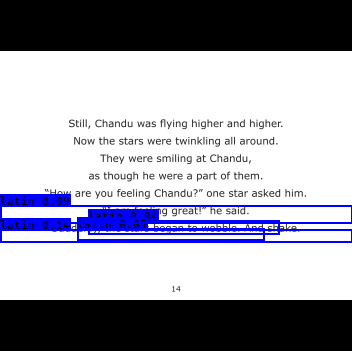 Still, Chandu was flying higher and higher.
Now the stars were twinkling all around.
They were smiling at Chandu,
as though he were a part of them.
“How are you feeling Chandu?” one star asked him.
feeling great!” he said.
the stars began to wobble. And shake.
14